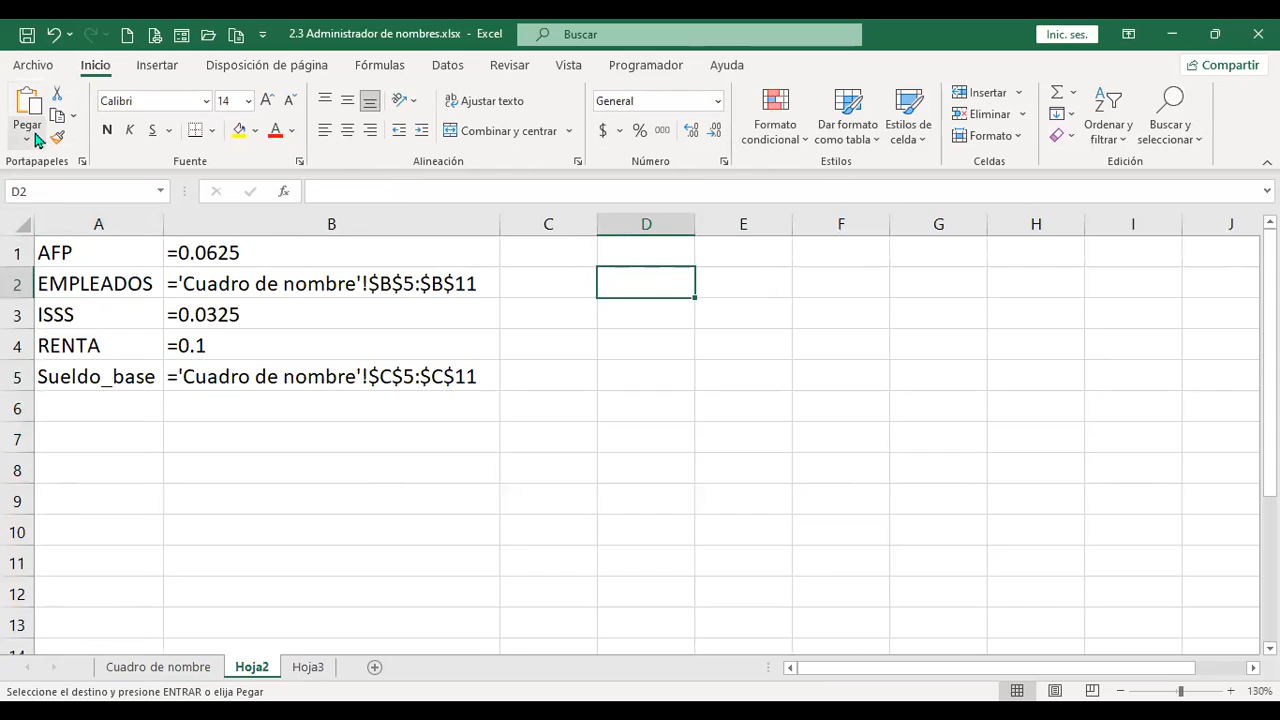 2.3 Administrador de nombres.xlsx - Excel
Buscar
Inic. ses.
Archivo Inicio Insertar Disposición de página Fórmulas Datos Revisar Vista Programador Ayuda
Compartir
Pegar
Portapapeles
Calibri 14
N K S
Fuente
Ajustar texto
Combinar y centrar
Alineación
General
$ % 000
Número
Formato condicional
Dar formato como tabla
Estilos de celda
Estilos
Insertar
Eliminar
Formato
Celdas
Ordenar y filtrar
Buscar y seleccionar
Edición
D2
fx
A B C D E F G H I J
1 AFP =0.0625
2 EMPLEADOS ='Cuadro de nombre'!$B$5:$B$11
3 ISSS =0.0325
4 RENTA =0.1
5 Sueldo_base ='Cuadro de nombre'!$C$5:$C$11
6
7
8
9
10
11
12
13
Cuadro de nombre Hoja2 Hoja3
Seleccione el destino y presione ENTRAR o elija Pegar
130%